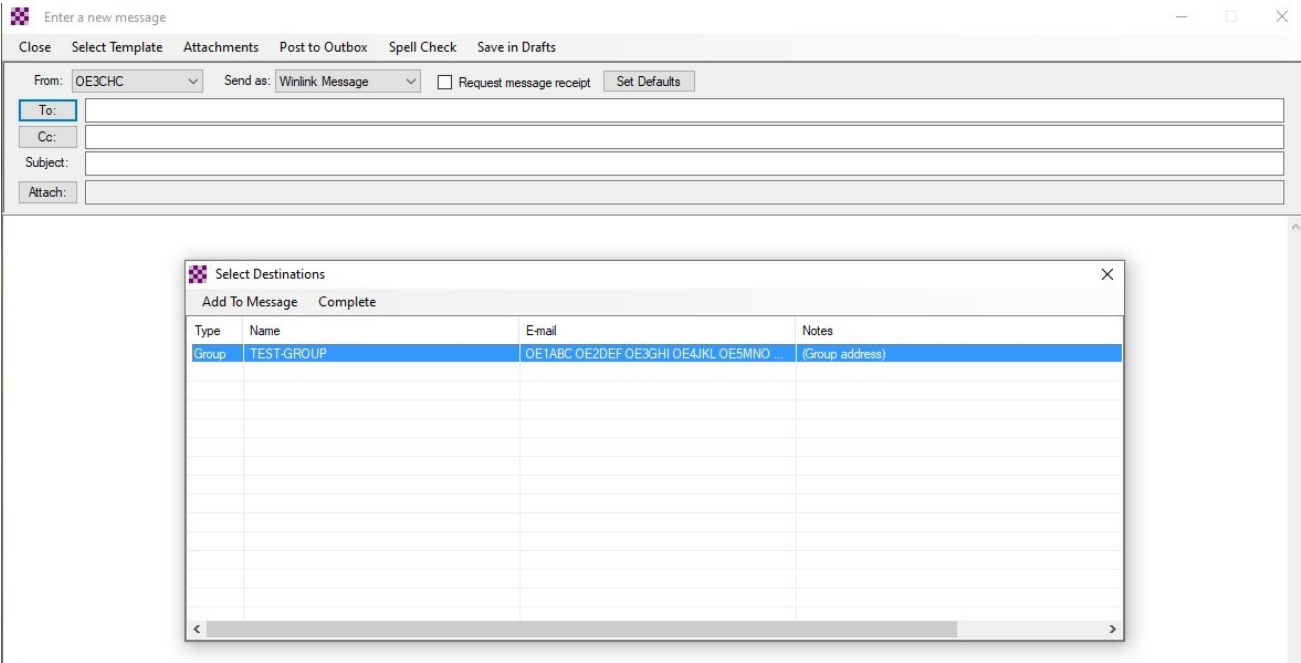 Enter a new message
Close Select Template Attachments Post to Outbox Spell Check Save in Drafts
From: OE3CHC Send as: Winlink Message Request message receipt Set Defaults
To:
Cc:
Subject:
Attach:
Select Destinations
Add To Message Complete
Type Name E-mail Notes
Group TEST-GROUP OE1ABC OE2DEF OE3GHI OE4JKL OE5MNO ... (Group address)